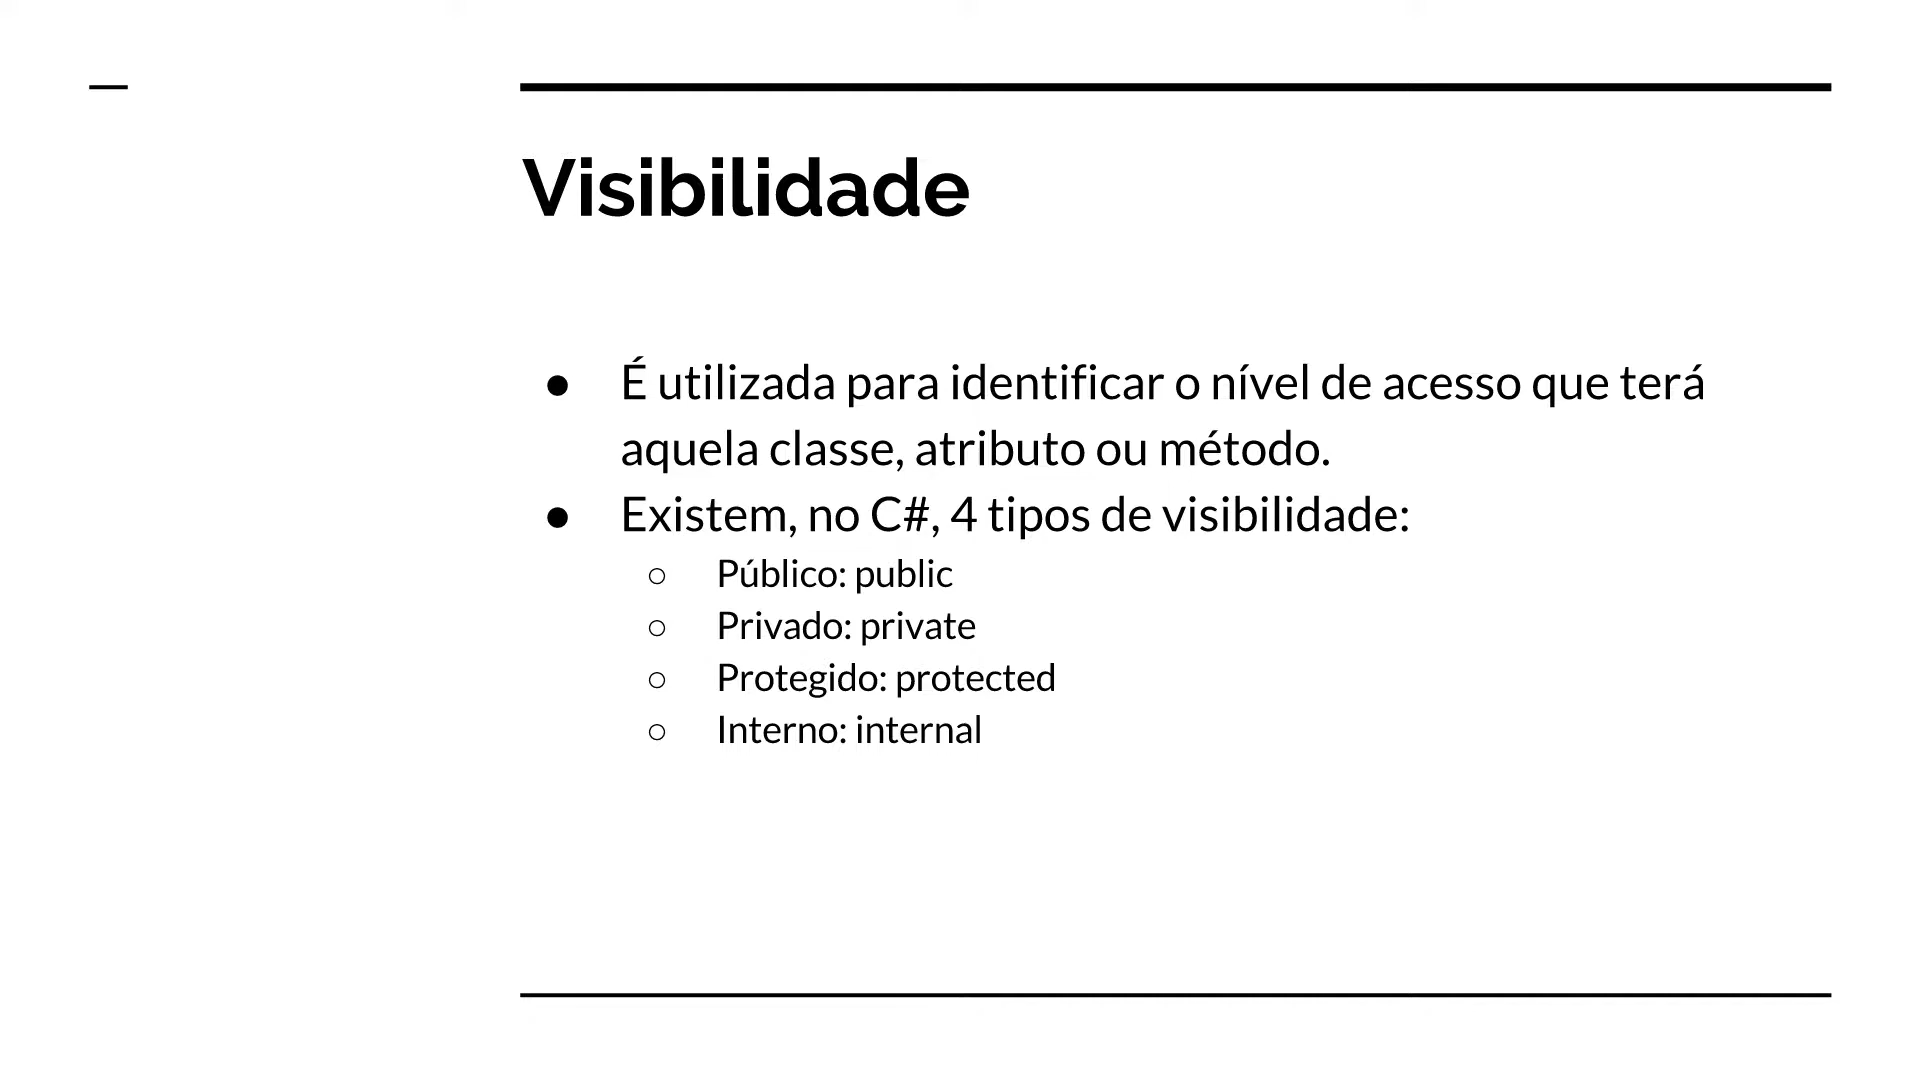 Visibilidade
● É utilizada para identificar o nível de acesso que terá
aquela classe, atributo ou método.
● Existem, no C#, 4 tipos de visibilidade:
○ Público: public
○ Privado: private
○ Protegido: protected
○ Interno: internal